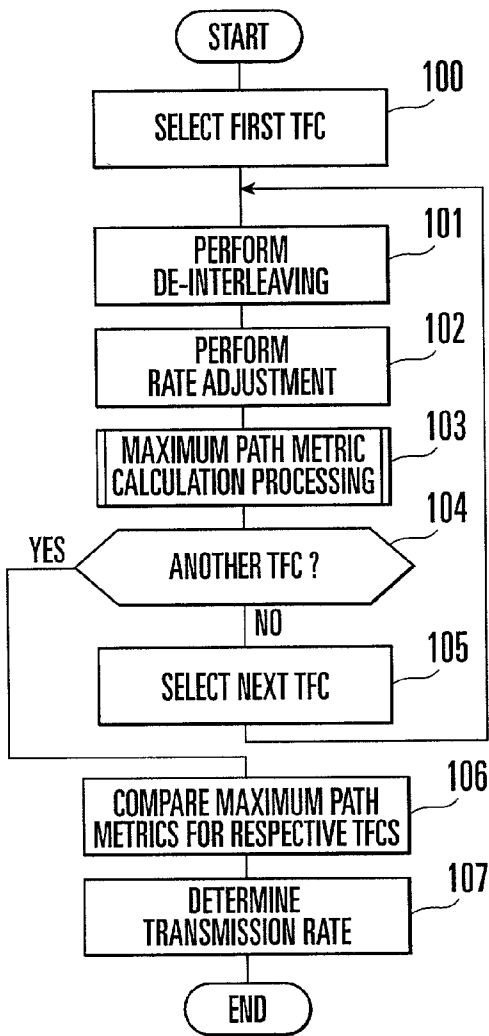 START
100
SELECT FIRST TFC
101
PERFORM
DE-INTERLEAVING
102
PERFORM
RATE ADJUSTMENT
103
MAXIMUM PATH METRIC
CALCULATION PROCESSING
104
YES
ANOTHER TFC ?
NO
105
SELECT NEXT TFC
106
COMPARE MAXIMUM PATH
METRICS FOR RESPECTIVE TFCS
107
DETERMINE
TRANSMISSION RATE
END